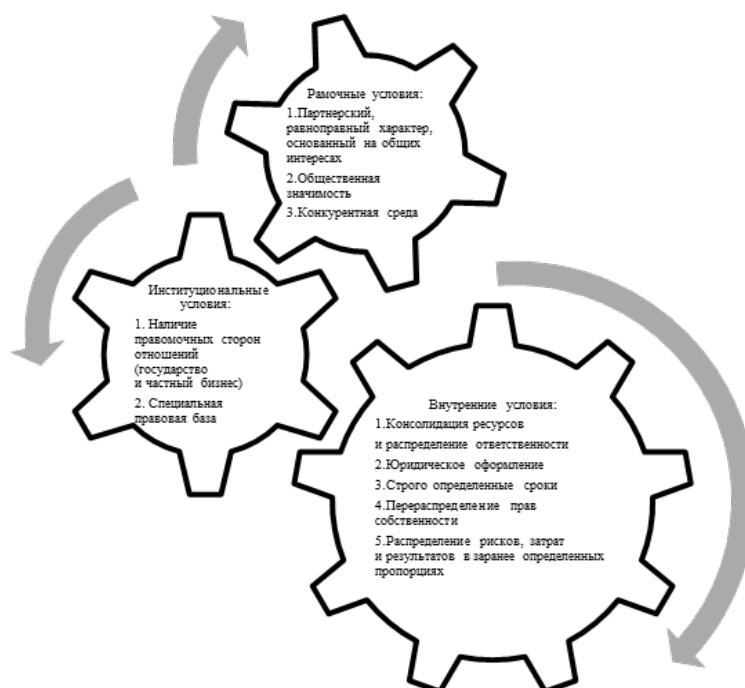 Рамочные условия:
1.Партнерский,
равноправный характер,
основанный на общих
интересах
2.Общественная
значимость
3.Конкурентная среда
Институциональные
условия:
1. Наличие
правомочных сторон
отношений
(государство
и частный бизнес)
2. Специальная
правовая база
Внутренние условия:
1.Консолидация ресурсов
и распределение ответственности
2.Юридическое оформление
3.Строго определенные сроки
4.Перераспределение прав
собственности
5.Распределение рисков, затрат
и результатов в заранее определенных
пропорциях